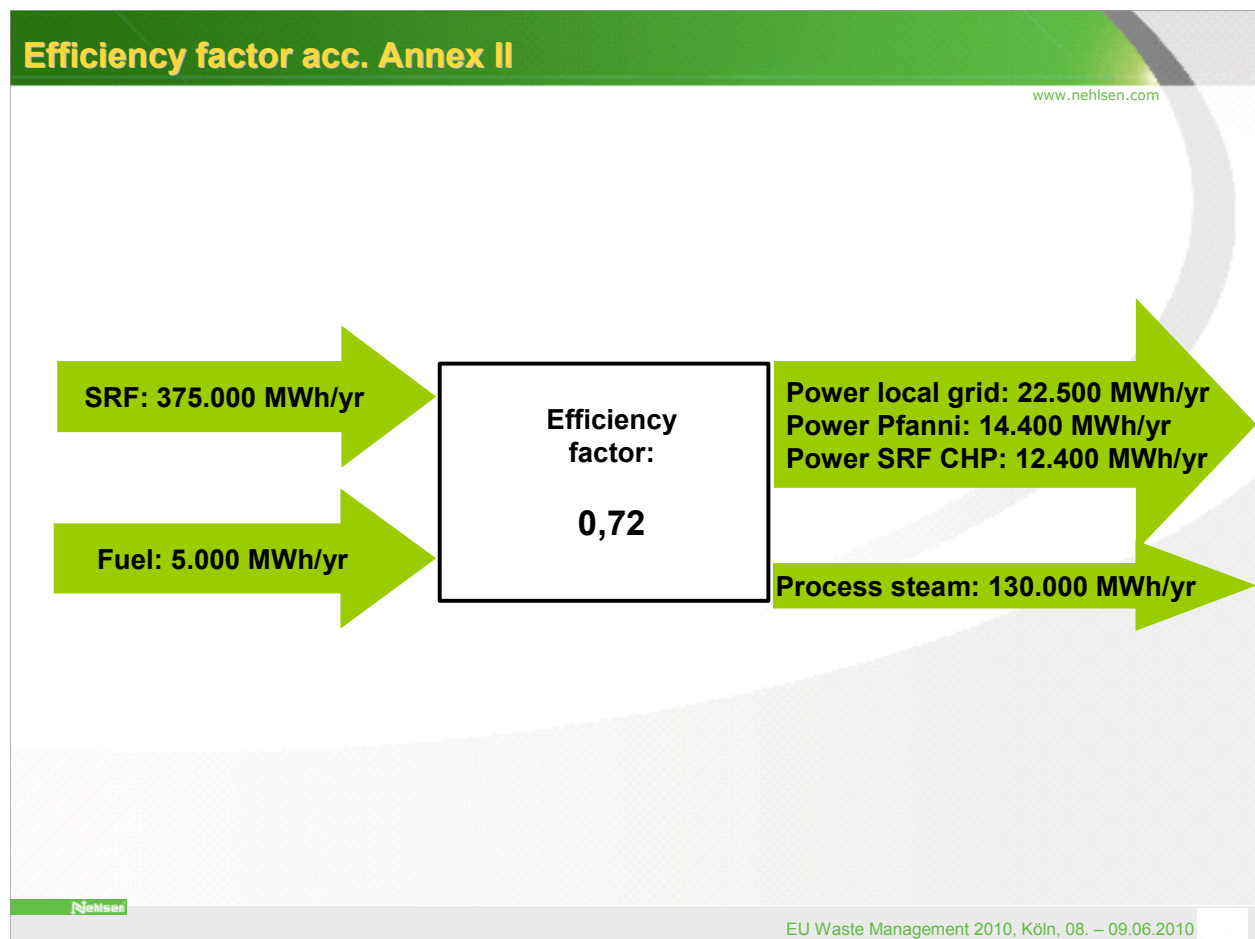 Efficiency factor acc. Annex II
www.nehlsen.com
SRF: 375.000 MWh/yr
Fuel: 5.000 MWh/yr
Efficiency
factor:
0,72
Power local grid: 22.500 MWh/yr
Power Pfanni: 14.400 MWh/yr
Power SRF CHP: 12.400 MWh/yr
Process steam: 130.000 MWh/yr
Nehlsen
EU Waste Management 2010, Köln, 08. – 09.06.2010